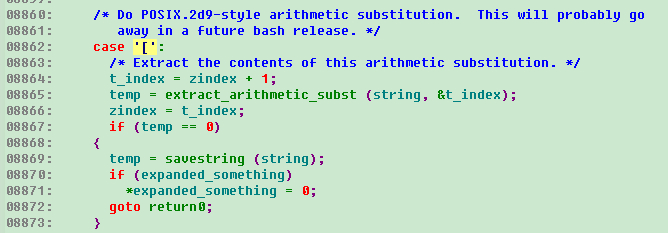 08860: /* Do POSIX.2d9-style arithmetic substitution.  This will probably go
08861: away in a future bash release. */
08862: case '[':
08863: /* Extract the contents of this arithmetic substitution. */
08864: t_index = zindex + 1;
08865: temp = extract_arithmetic_subst (string, &t_index);
08866: zindex = t_index;
08867: if (temp == 0)
08868: {
08869: temp = savestring (string);
08870: if (expanded_something)
08871: *expanded_something = 0;
08872: goto return0;
08873: }